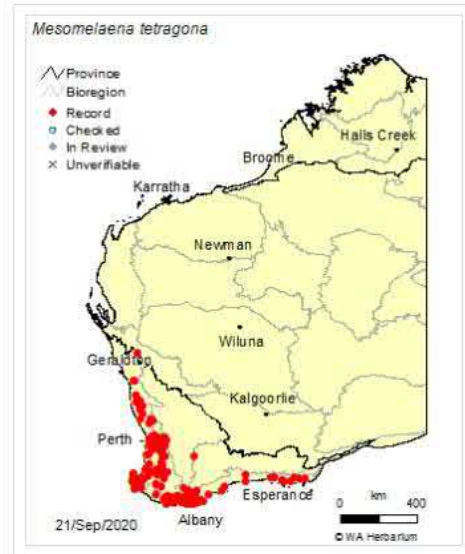 Mesomelaena tetragona
Province
Bioregion
Record
Checked
In Review
Unverifiable
Halls Creek
Broome
Karratha
Newman
Wiluna
Geraldton
Kalgoorlie
Perth
Esperance
Albany
0 km 400
21/Sep/2020
© WA Herbarium